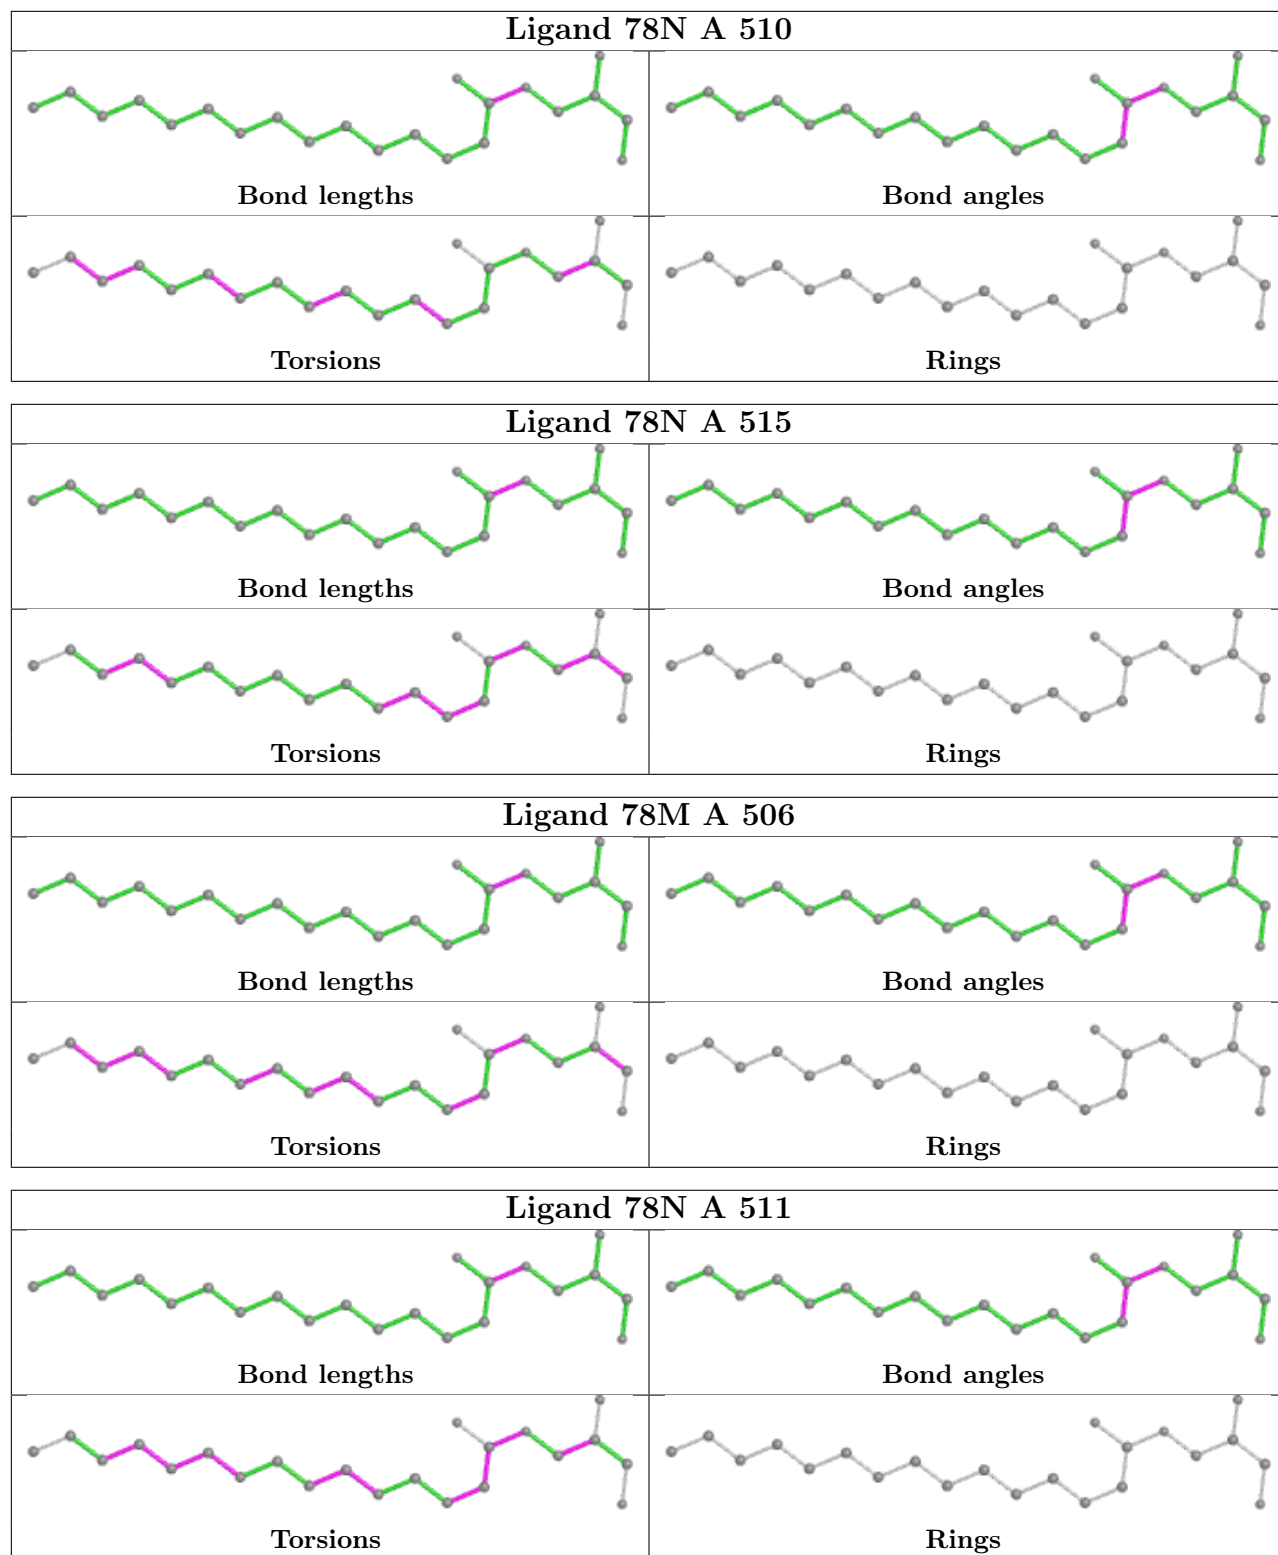 Ligand 78N A 510
Bond lengths
Bond angles
Torsions
Rings
Ligand 78N A 515
Bond lengths
Bond angles
Torsions
Rings
Ligand 78M A 506
Bond lengths
Bond angles
Torsions
Rings
Ligand 78N A 511
Bond lengths
Bond angles
Torsions
Rings